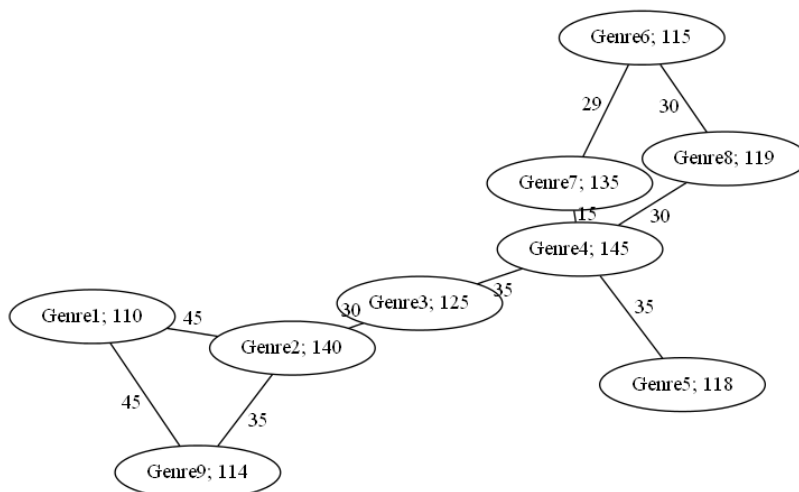 Genre6; 115
29
30
Genre8; 119
Genre7; 135
15
30
Genre4; 145
35
Genre3; 125
30
35
Genre1; 110
45
Genre2; 140
Genre5; 118
45
35
Genre9; 114